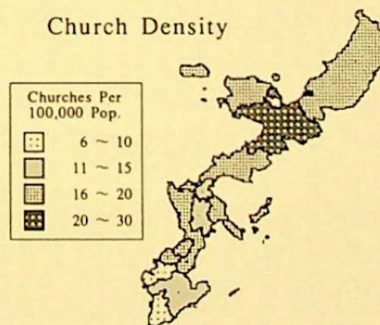 Church Density
Churches Per
100,000 Pop.
6 ~ 10
11 ~ 15
16 ~ 20
20 ~ 30